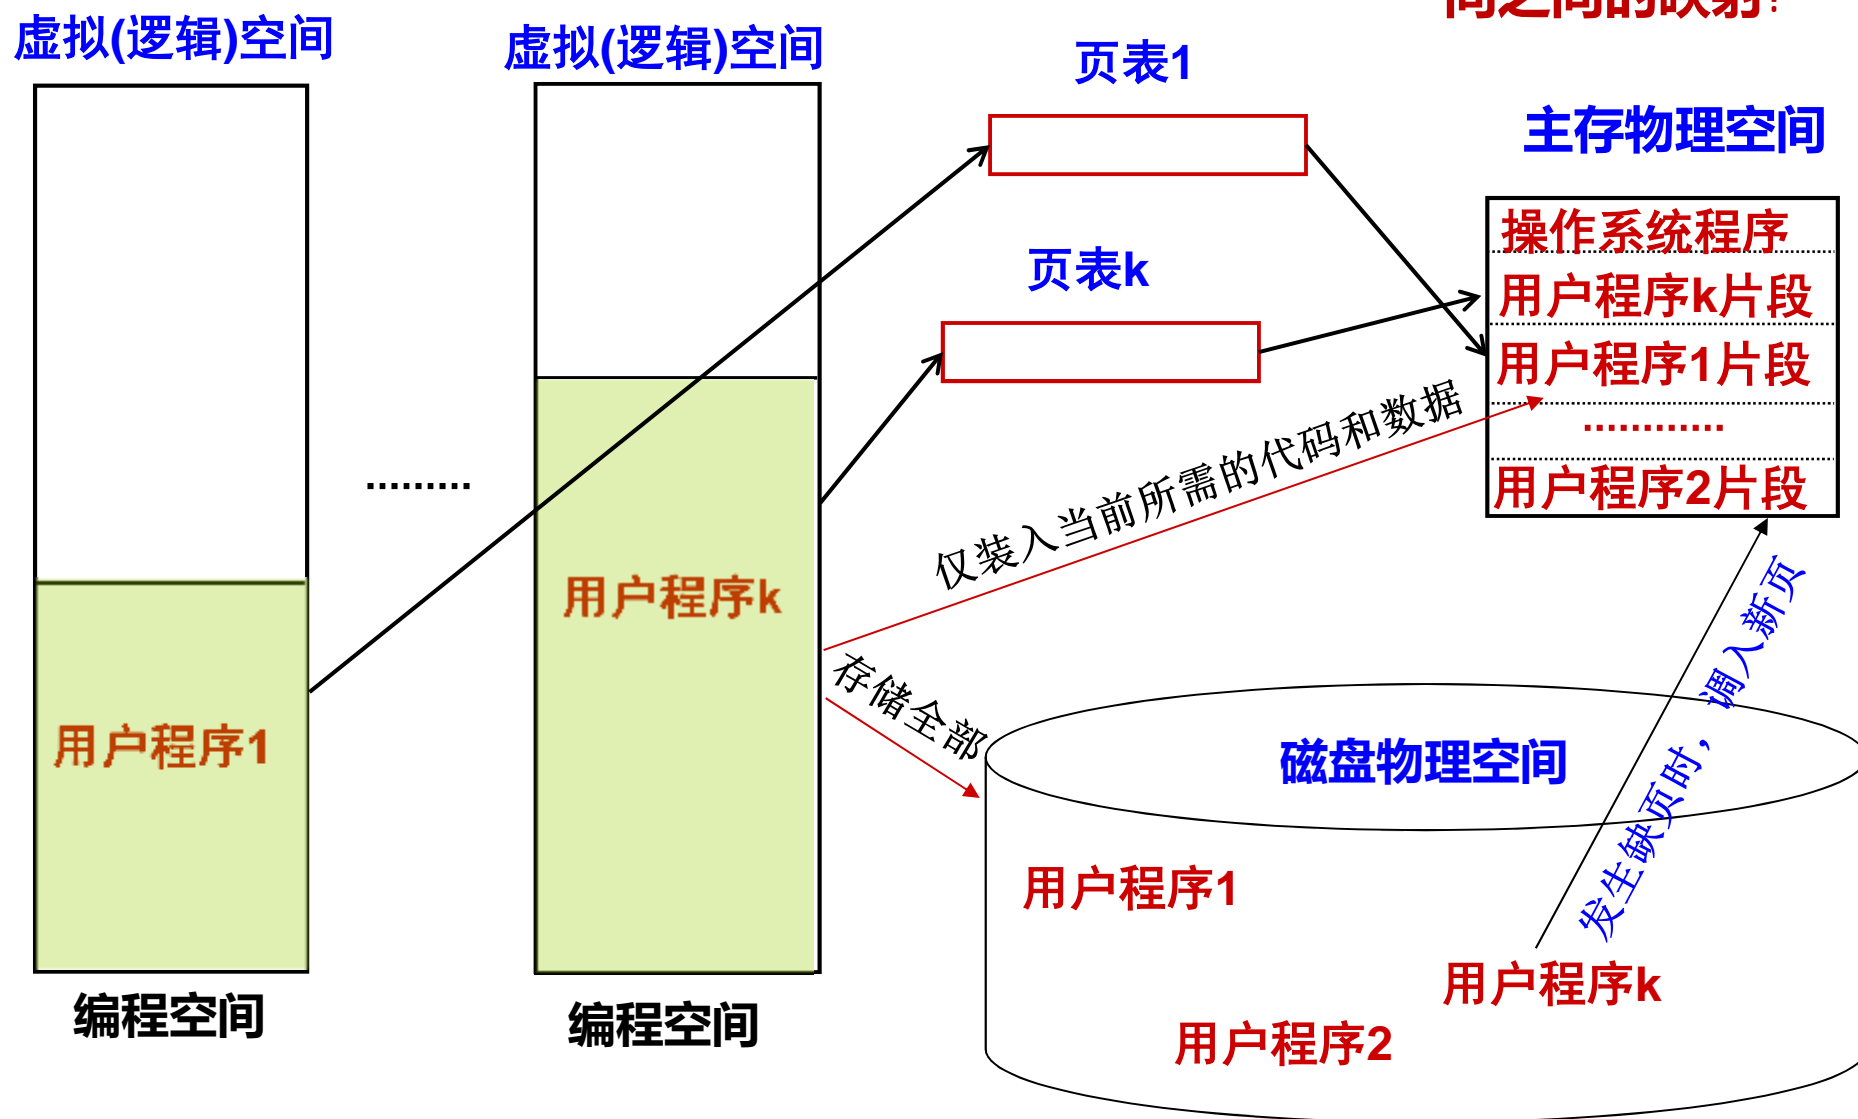 间之间的映射！
虚拟(逻辑)空间
虚拟(逻辑)空间
页表1
主存物理空间
操作系统程序
页表k
用户程序k片段
用户程序1片段
…………
用户程序2片段
………
仅装入当前所需的代码和数据
用户程序k
存储全部
用户程序1
磁盘物理空间
发生缺页时，调入新页
用户程序1
用户程序k
用户程序2
编程空间
编程空间